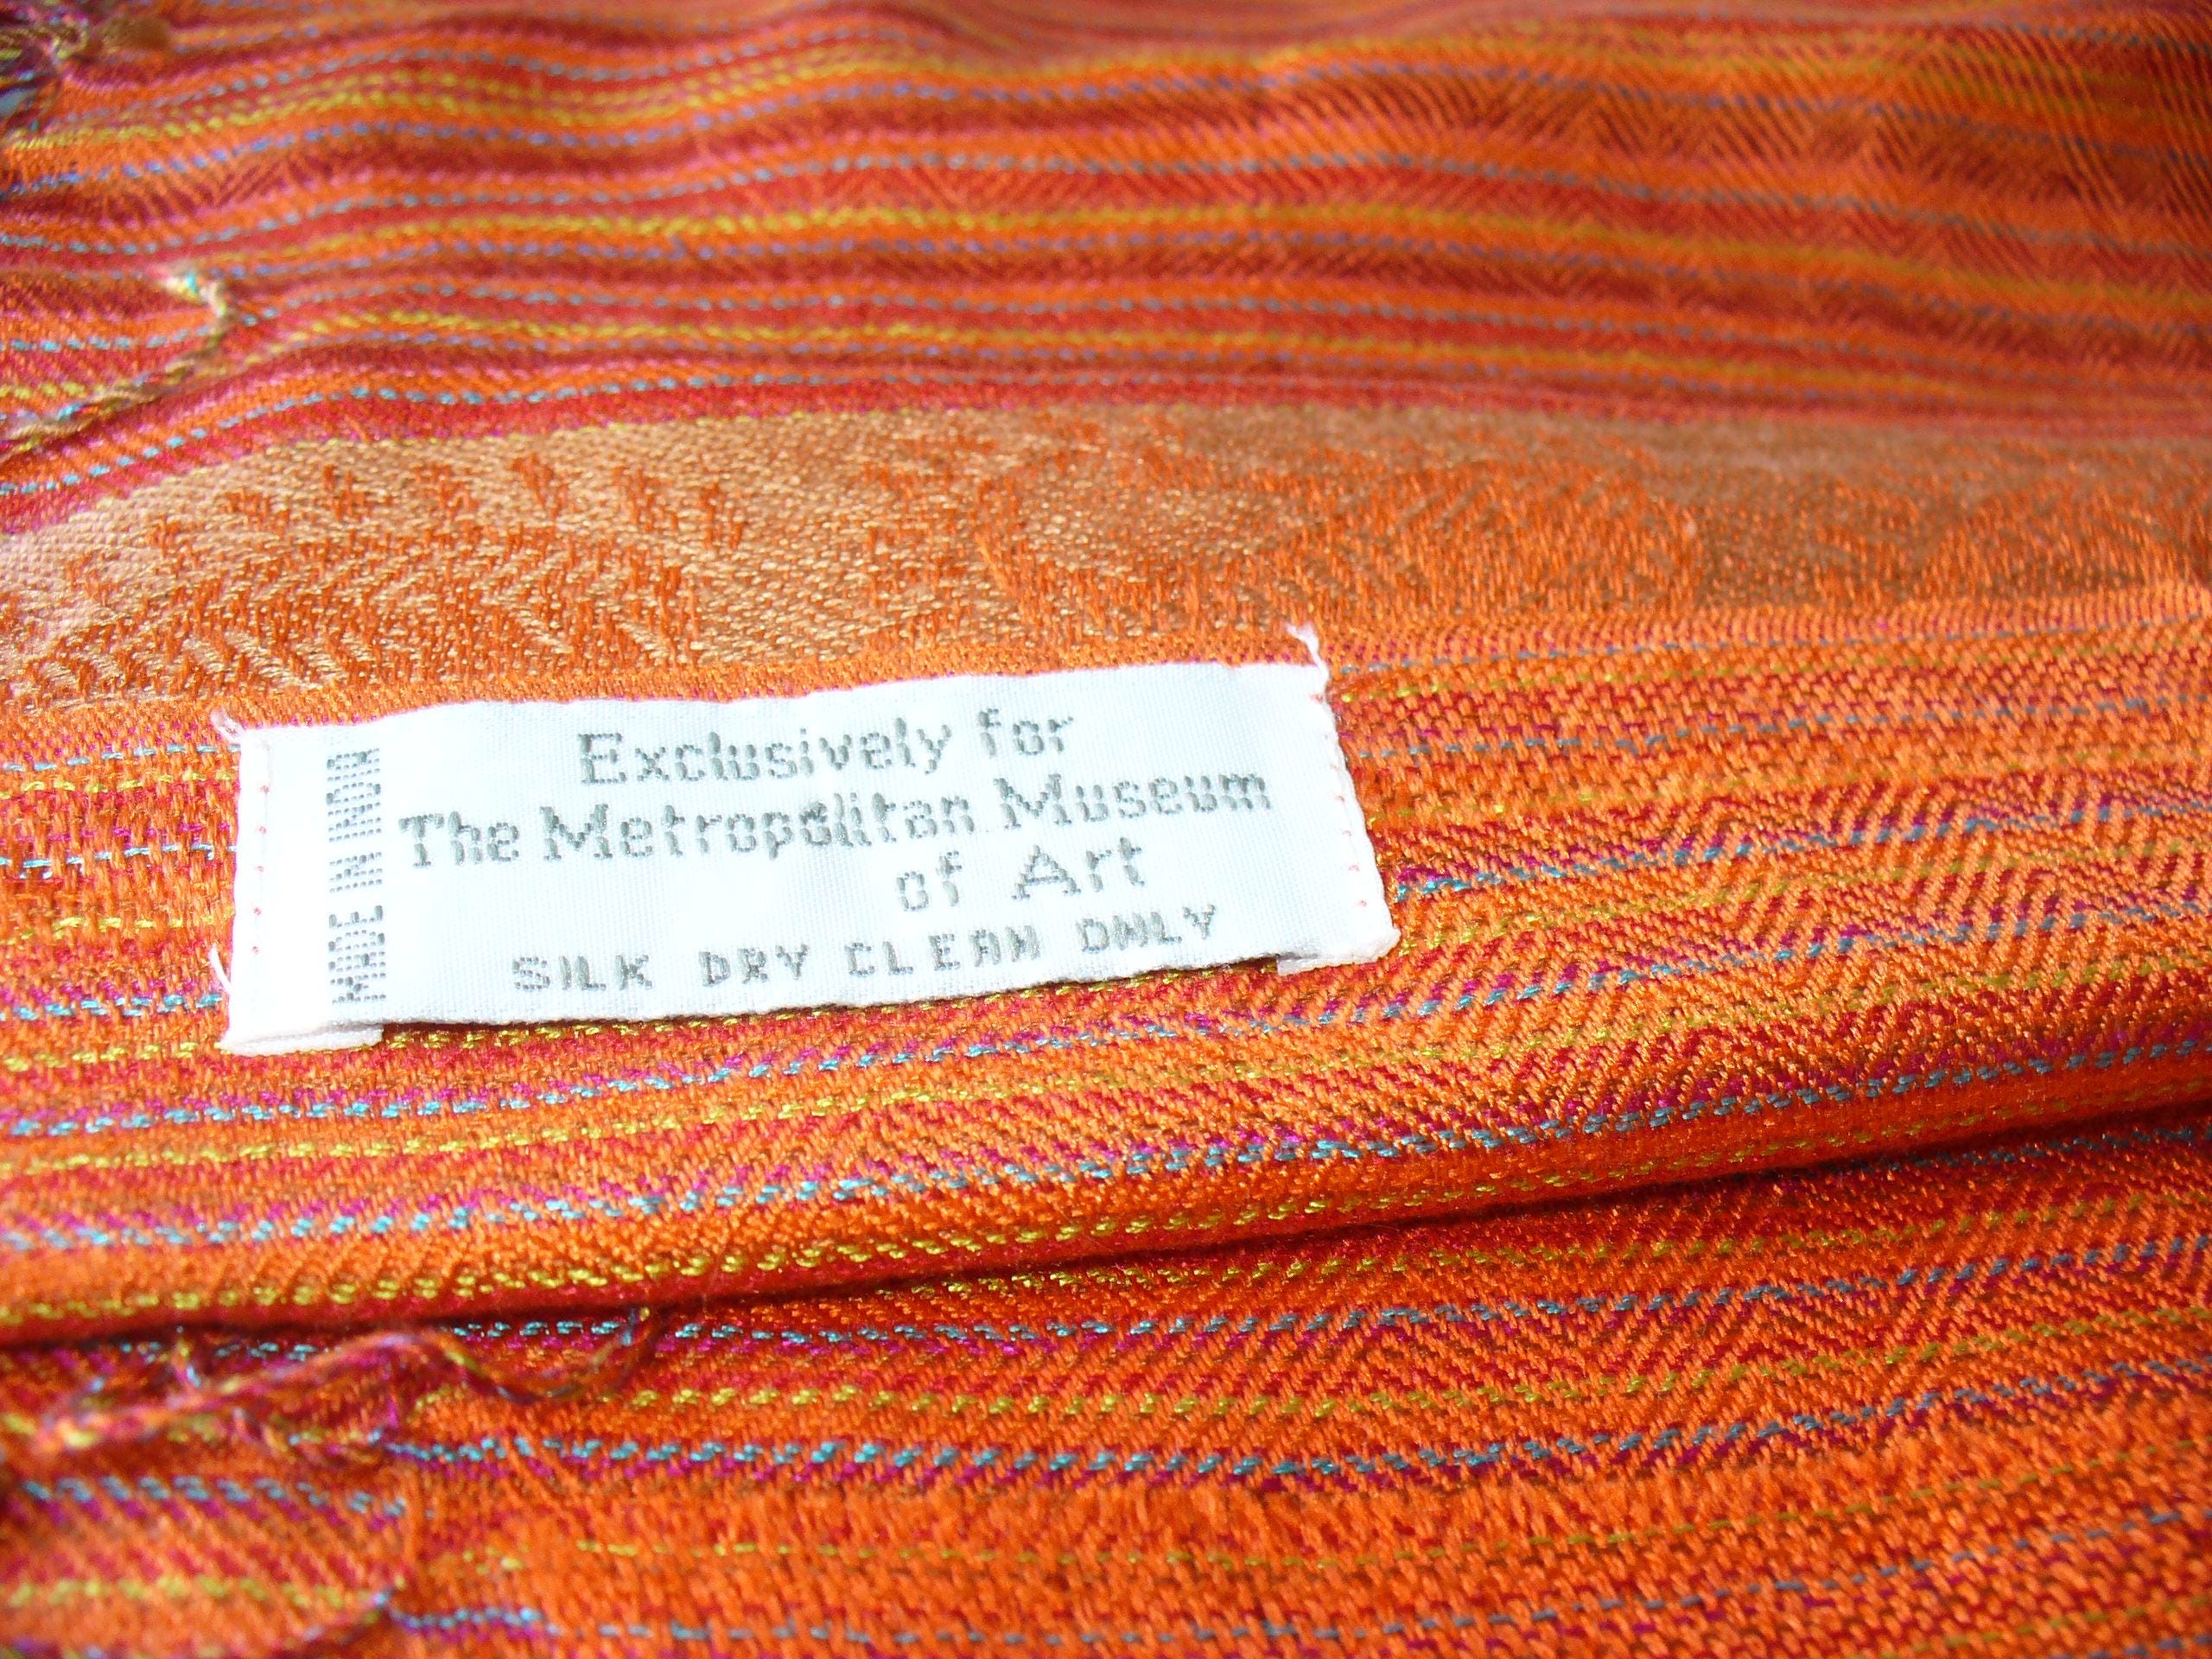 Exclusively for
The Metropolitan Museum
of Art
SILK DRY CLEAN ONLY
MADE IN INDIA